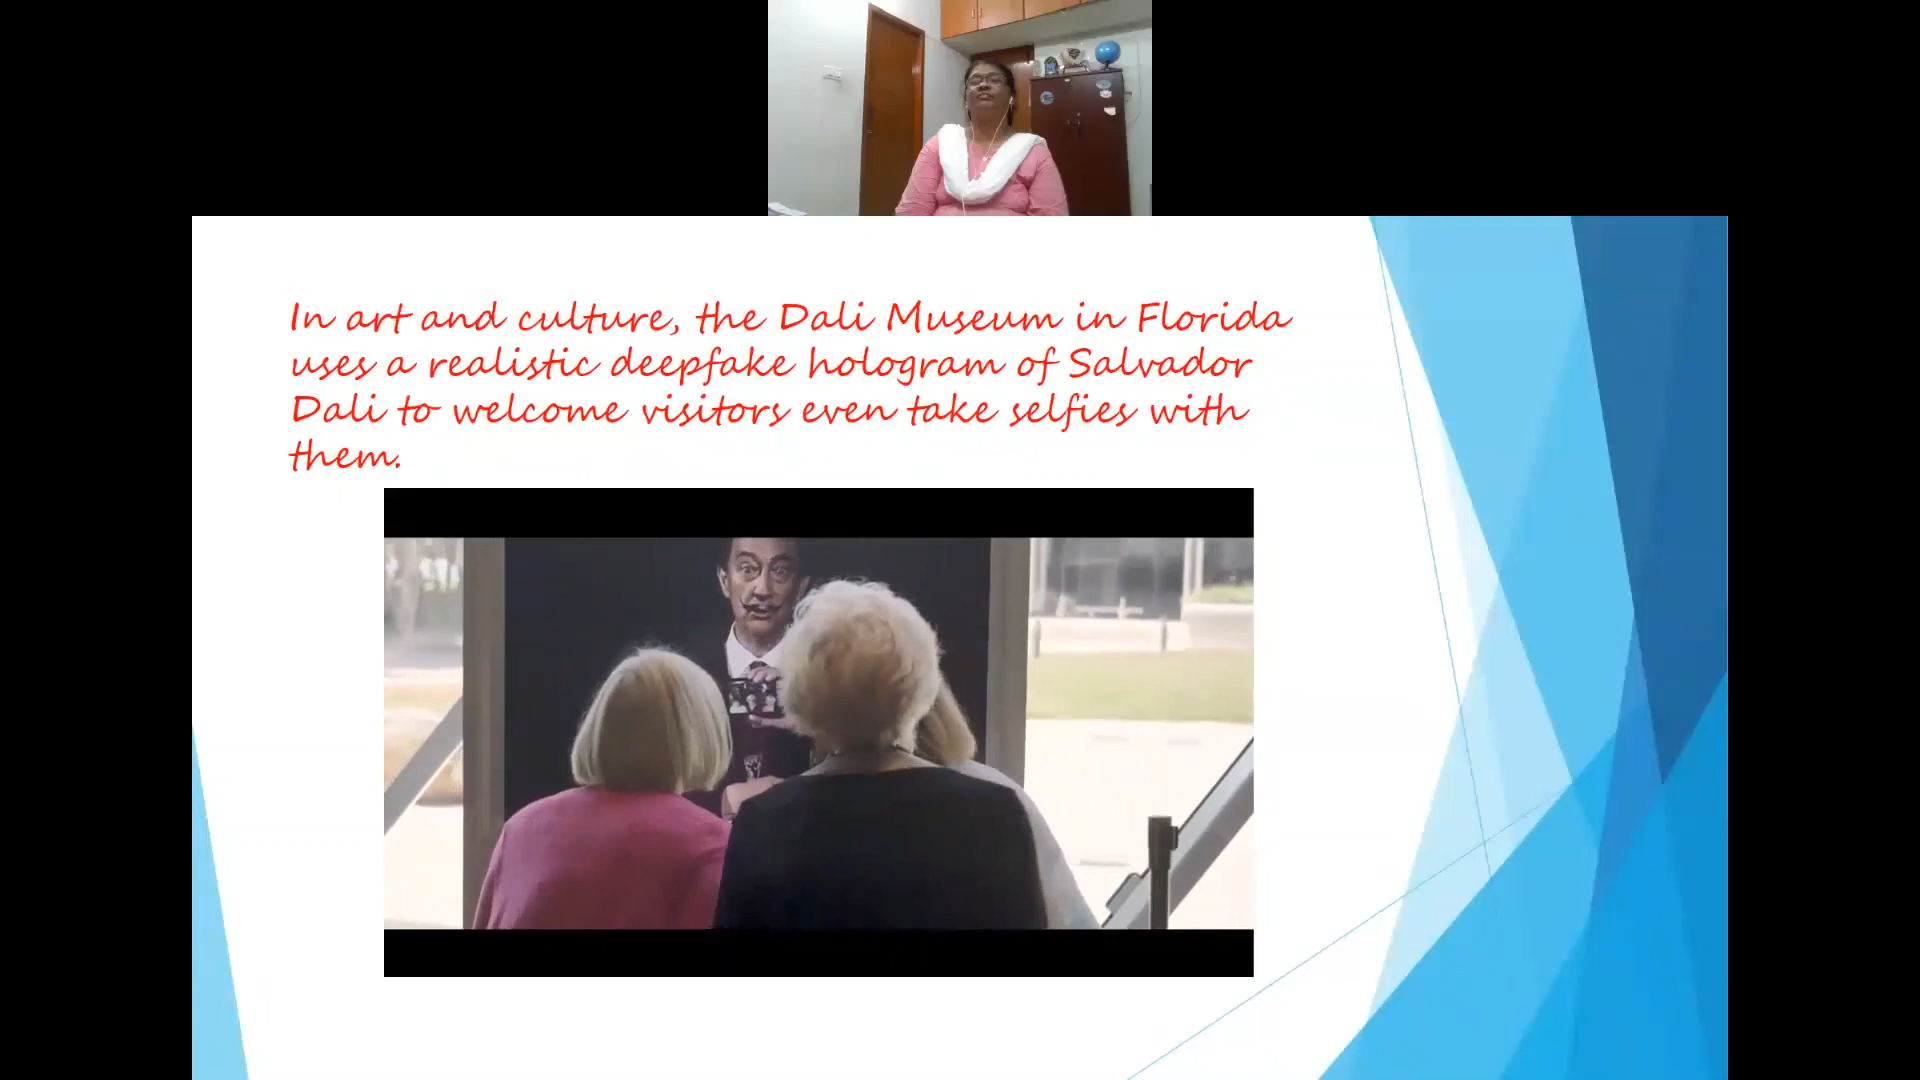 In art and culture, the Dali Museum in Florida
uses a realistic deepfake hologram of Salvador
Dali to welcome visitors even take selfies with
them.